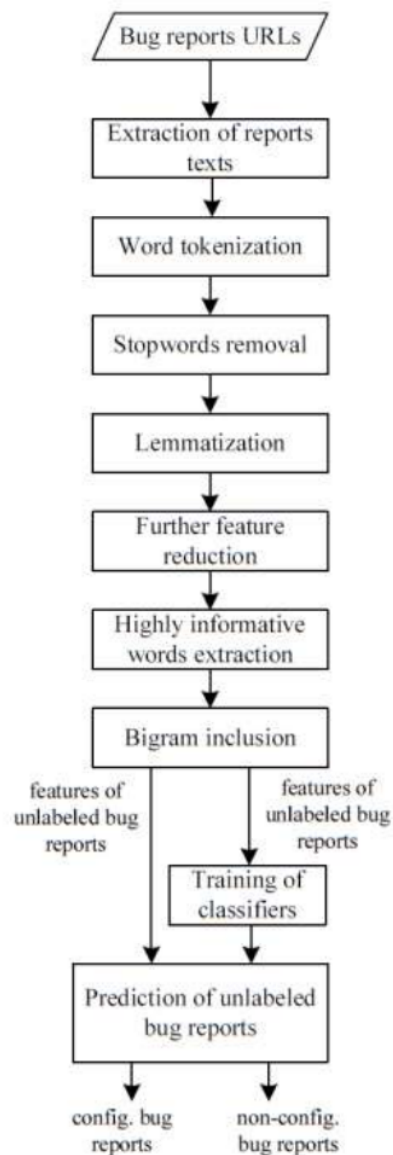 Bug reports URLs
Extraction of reports
texts
Word tokenization
Stopwords removal
Lemmatization
Further feature
reduction
Highly informative
words extraction
Bigram inclusion
features of
unlabeled bug
reports
features of
unlabeled bug
reports
Training of
classifiers
Prediction of unlabeled
bug reports
config. bug
reports
non-config.
bug reports